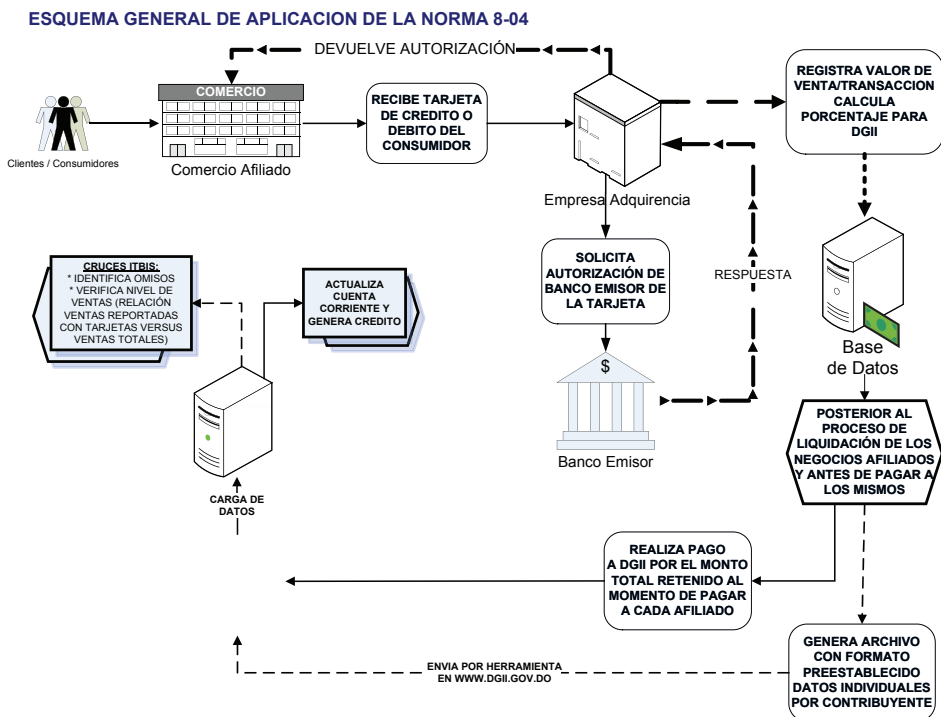 ESQUEMA GENERAL DE APLICACION DE LA NORMA 8-04
DEVUELVE AUTORIZACIÓN
COMERCIO
Clientes / Consumidores
Comercio Afiliado
RECIBE TARJETA
DE CREDITO O
DEBITO DEL
CONSUMIDOR
Empresa Adquirencia
REGISTRA VALOR DE
VENTA/TRANSACCION
CALCULA
PORCENTAJE PARA
DGII
SOLICITA
AUTORIZACIÓN DE
BANCO EMISOR DE
LA TARJETA
RESPUESTA
$
Banco Emisor
Base
de Datos
CRUCES ITBIS:
* IDENTIFICA OMISOS
* VERIFICA NIVEL DE
VENTAS (RELACIÓN
VENTAS REPORTADAS
CON TARJETAS VERSUS
VENTAS TOTALES)
ACTUALIZA
CUENTA
CORRIENTE Y
GENERA CREDITO
POSTERIOR AL
PROCESO DE
LIQUIDACIÓN DE LOS
NEGOCIOS AFILIADOS
Y ANTES DE PAGAR A
LOS MISMOS
CARGA DE
DATOS
REALIZA PAGO
A DGII POR EL MONTO
TOTAL RETENIDO AL
MOMENTO DE PAGAR
A CADA AFILIADO
GENERA ARCHIVO
CON FORMATO
PREESTABLECIDO
DATOS INDIVIDUALES
POR CONTRIBUYENTE
ENVIA POR HERRAMIENTA
EN WWW.DGII.GOV.DO